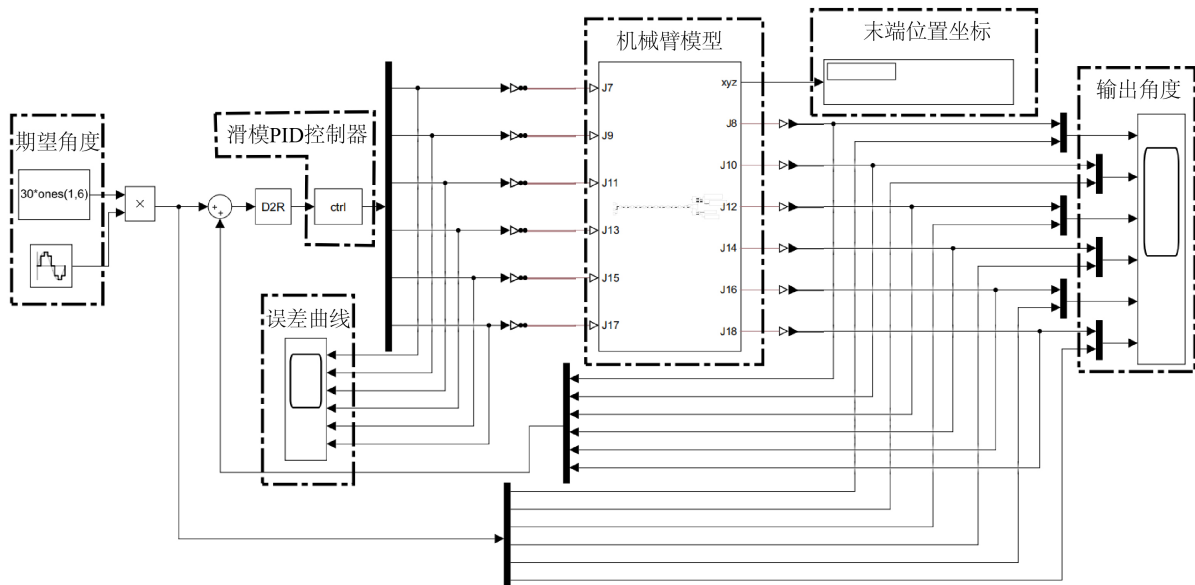 机械臂模型
末端位置坐标
输出角度
期望角度
滑模PID控制器
误差曲线
30*ones(1,6)
×
+
+
D2R
ctrl
J7
J9
J11
J13
J15
J17
xyz
J8
J10
J12
J14
J16
J18